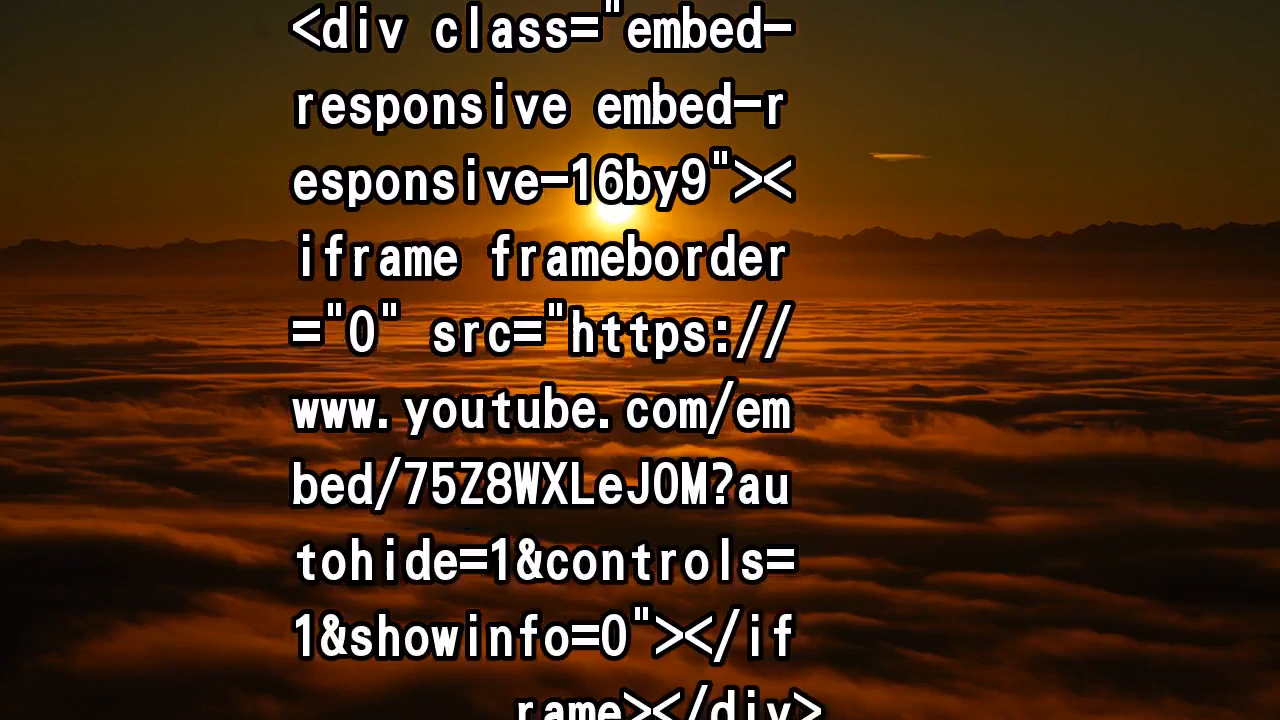 <div class="embed-
responsive embed-r
esponsive-16by9"><
iframe frameborder
="0" src="https://
www.youtube.com/em
bed/75Z8WXLeJOM?au
tohide=1&controls=
1&showinfo=0"></if
rame></div>